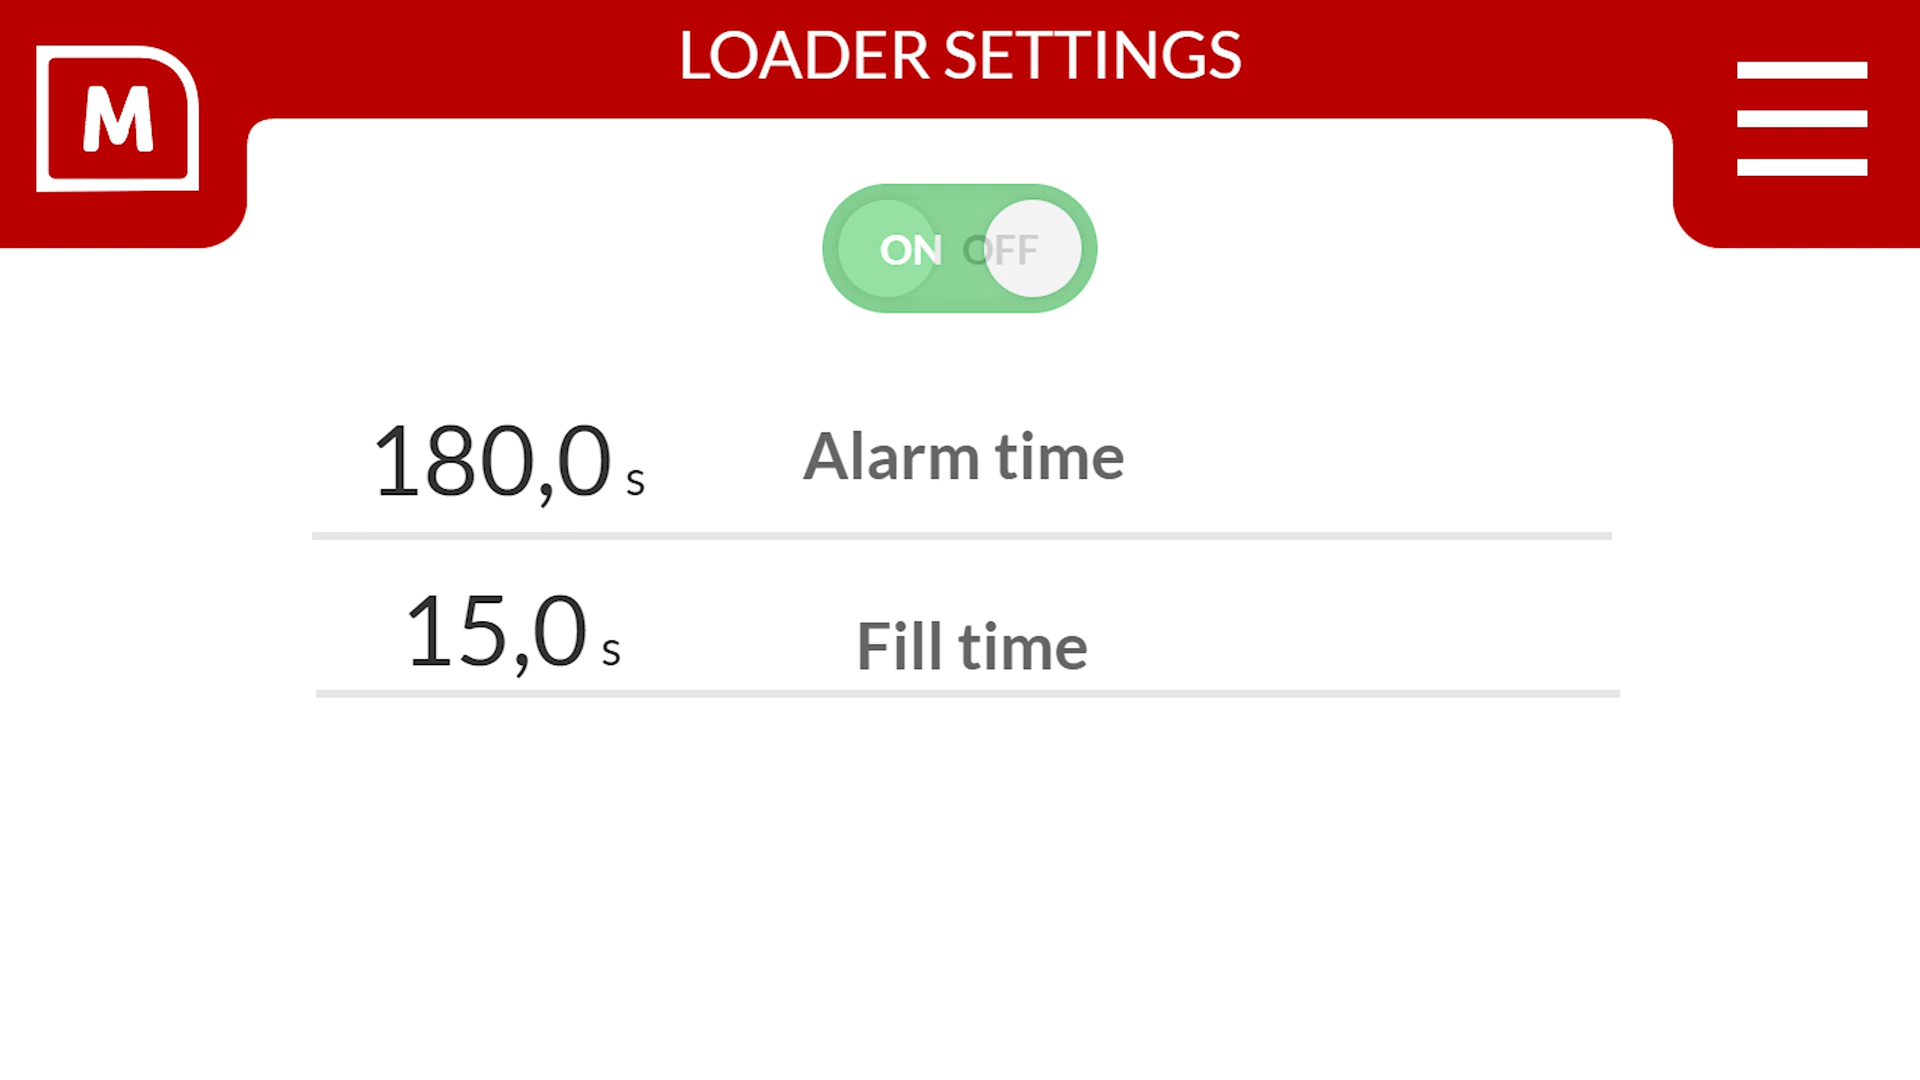 LOADER SETTINGS
M
ON OFF
180,0 s Alarm time
15,0 s Fill time